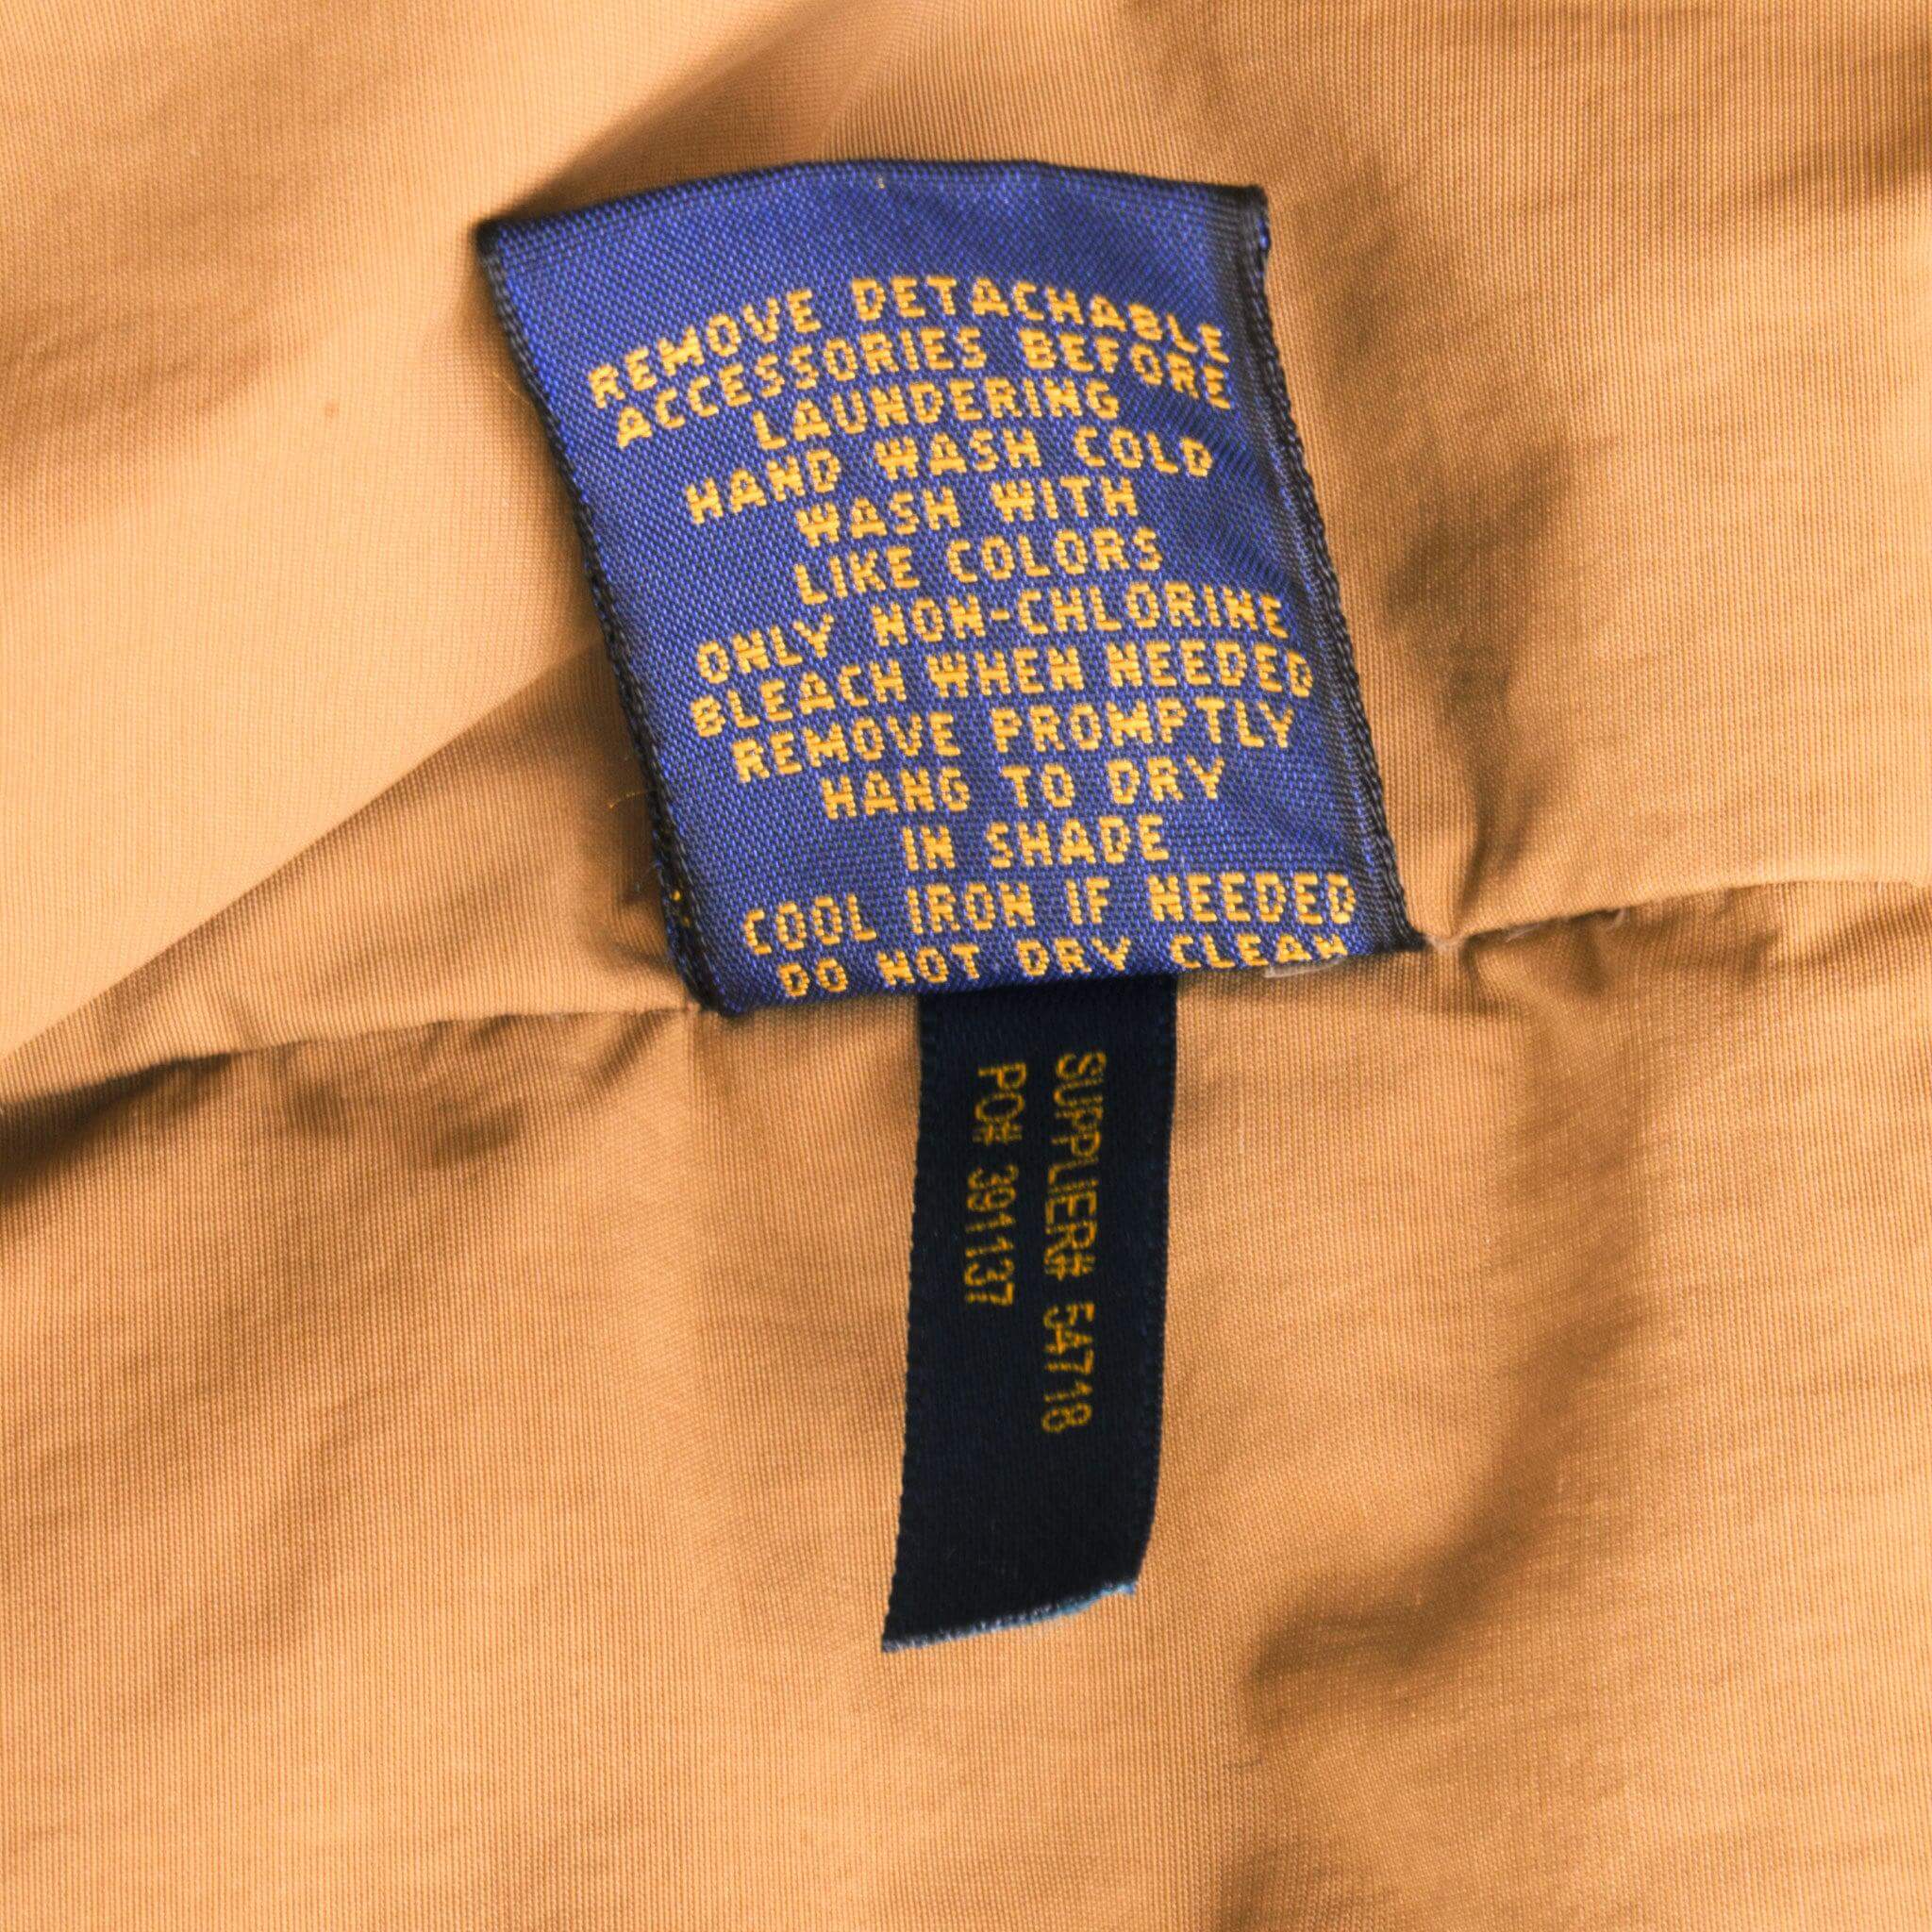 REMOVE DETACHABLE
ACCESSORIES BEFORE
LAUNDERING
HAND WASH COLD
WASH WITH
LIKE COLORS
ONLY NON-CHLORINE
BLEACH WHEN NEEDED
REMOVE PROMPTLY
HANG TO DRY
IN SHADE
COOL IRON IF NEEDED
DO NOT DRY CLEAN
SUPPLIER# 54718
PO# 391137